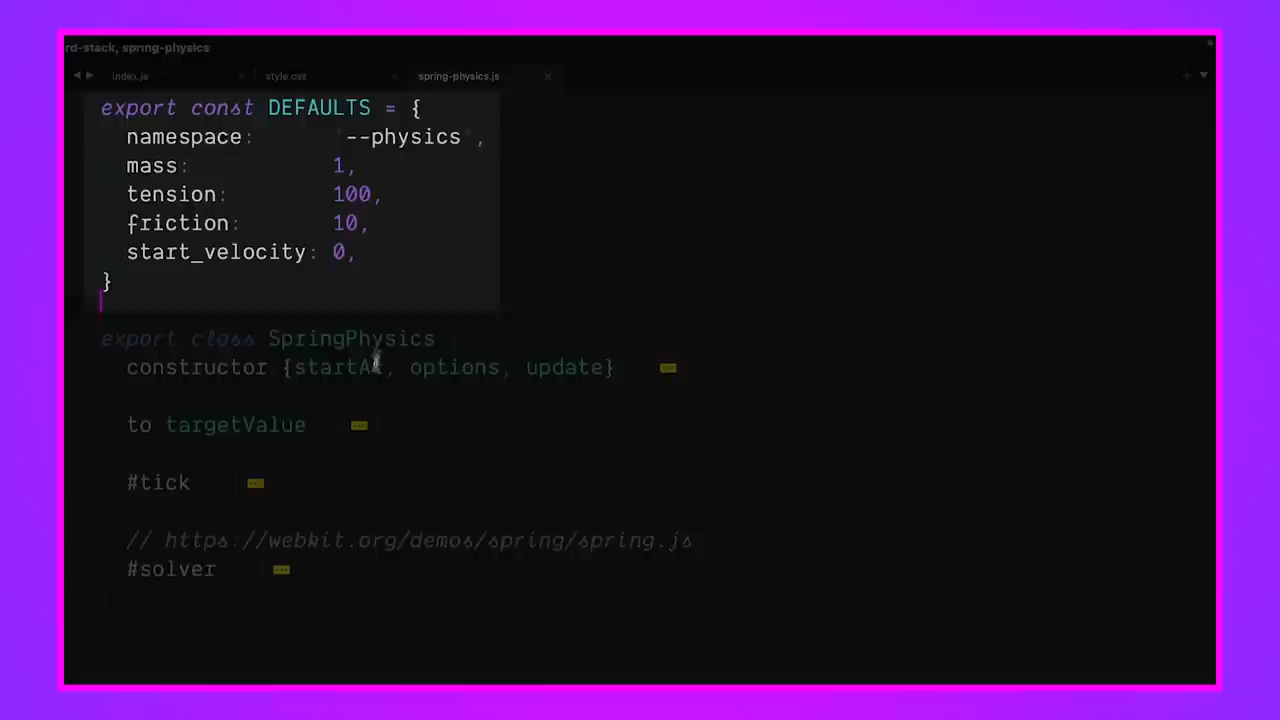 rd-stack, spring-physics
index.js style.css spring-physics.js
export const DEFAULTS = {
namespace: '--physics',
mass: 1,
tension: 100,
friction: 10,
start_velocity: 0,
}
export class SpringPhysics
constructor {startAt, options, update}
to targetValue
#tick
// https://webkit.org/demos/spring/spring.js
#solver